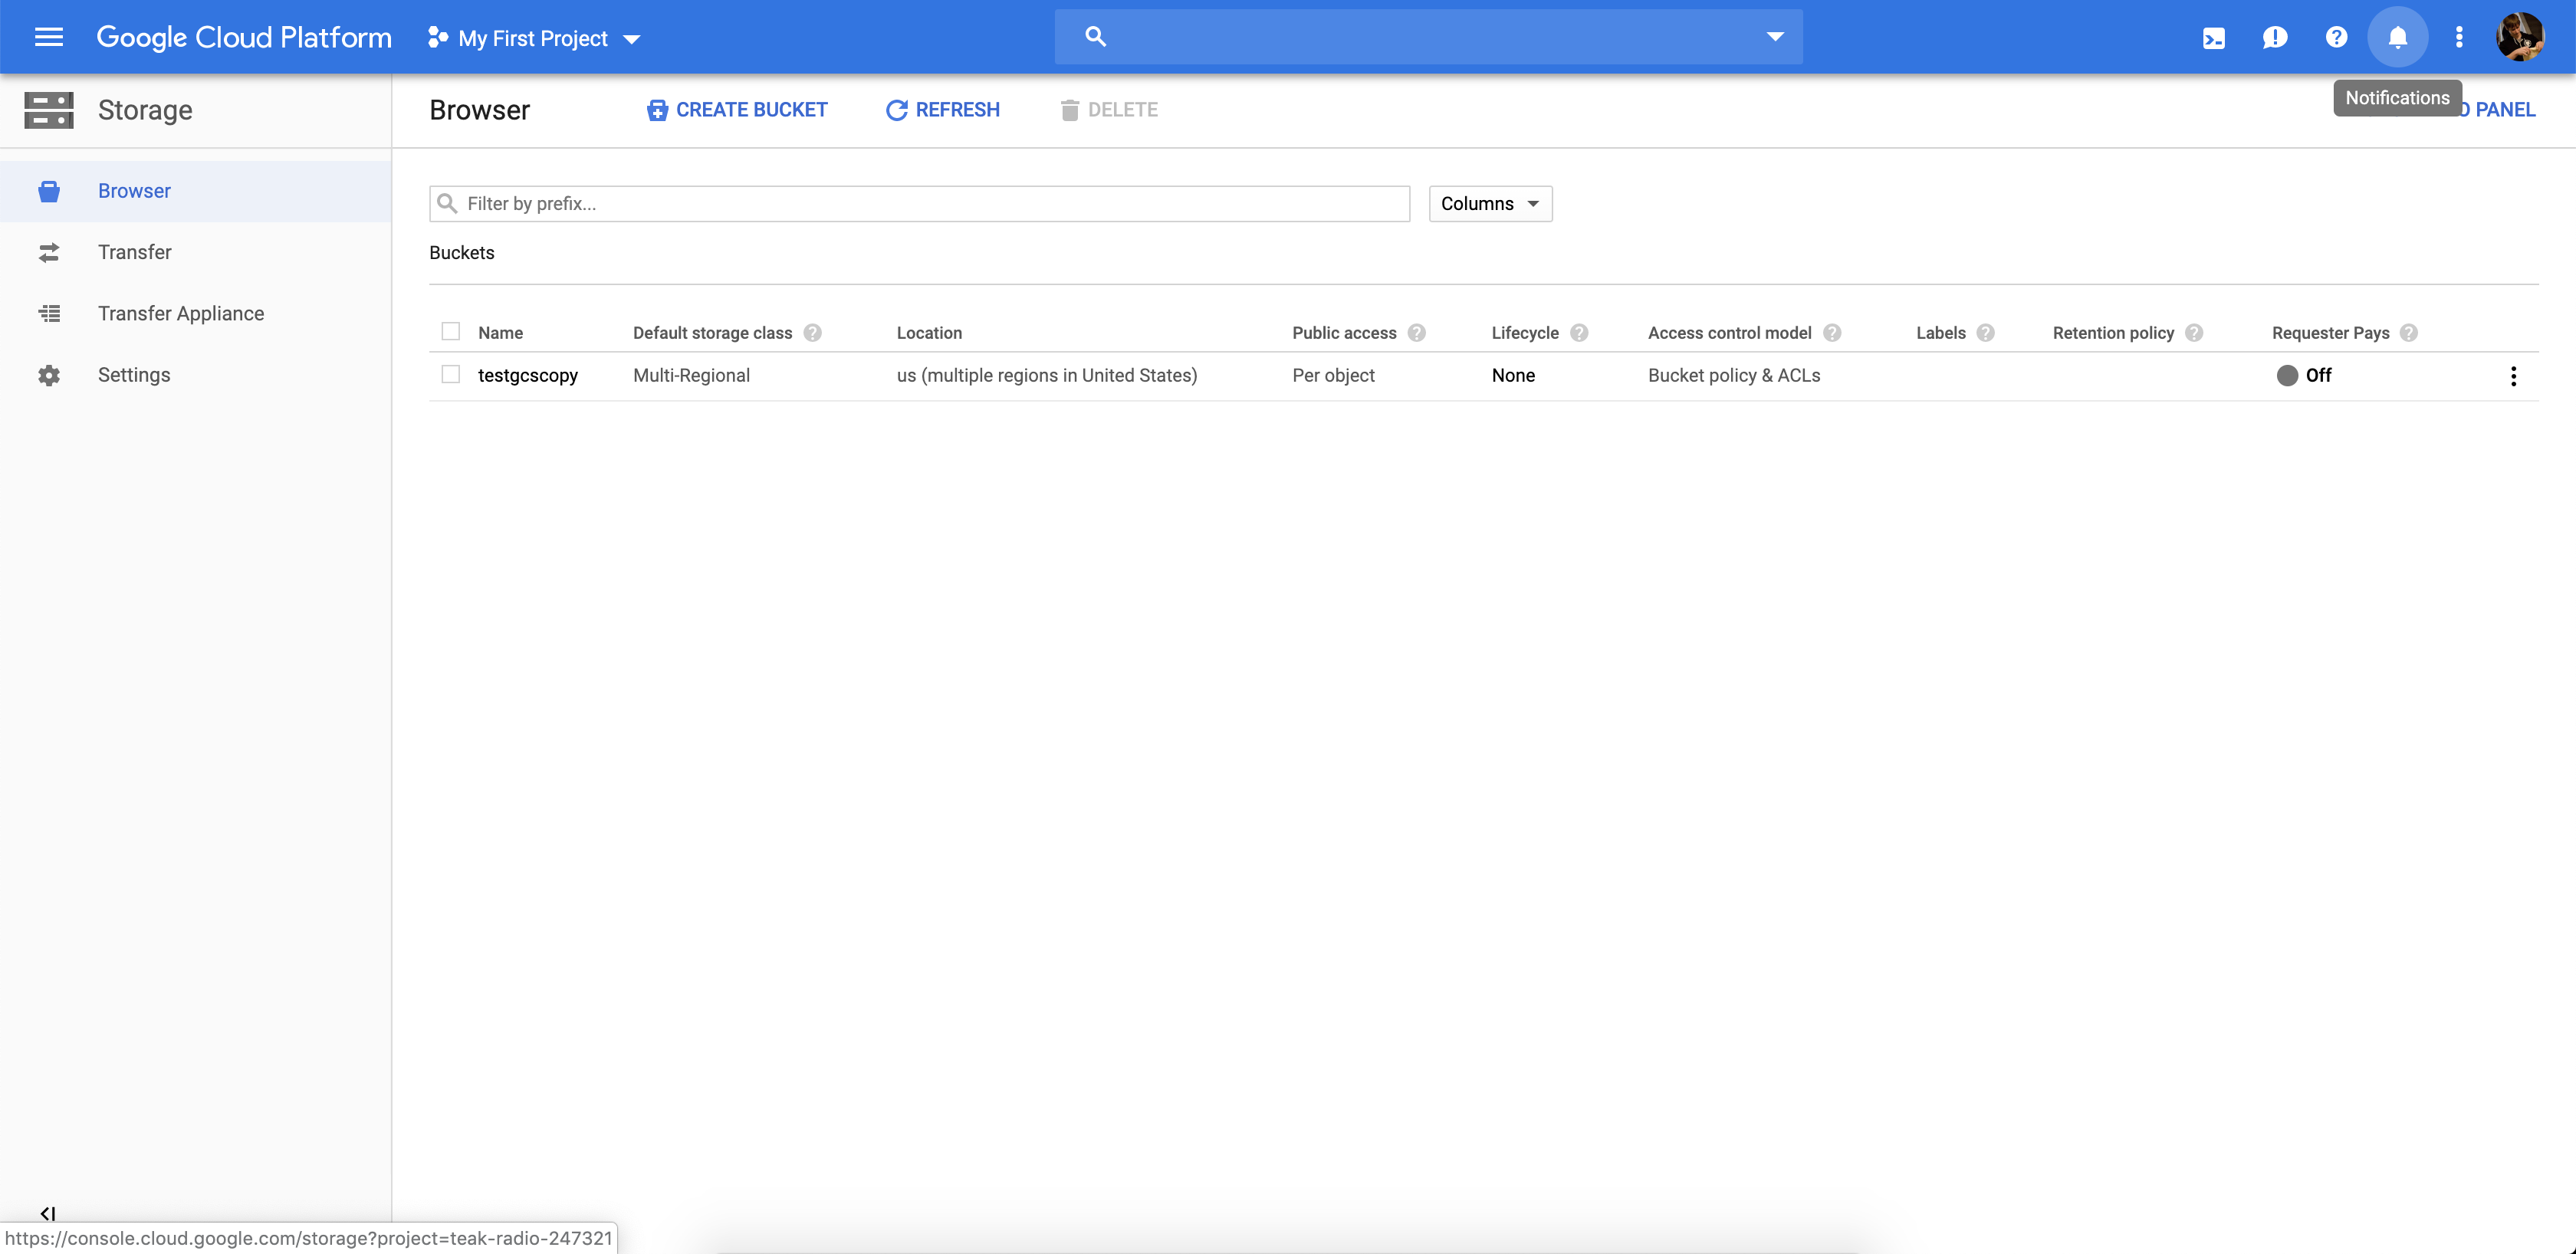 Google Cloud Platform
My First Project
Notifications
Storage
Browser
CREATE BUCKET
REFRESH
DELETE
PANEL
Browser
Transfer
Transfer Appliance
Settings
Filter by prefix...
Columns
Buckets
Name Default storage class Location Public access Lifecycle Access control model Labels Retention policy Requester Pays
testgcscopy Multi-Regional us (multiple regions in United States) Per object None Bucket policy & ACLs Off
https://console.cloud.google.com/storage?project=teak-radio-247321